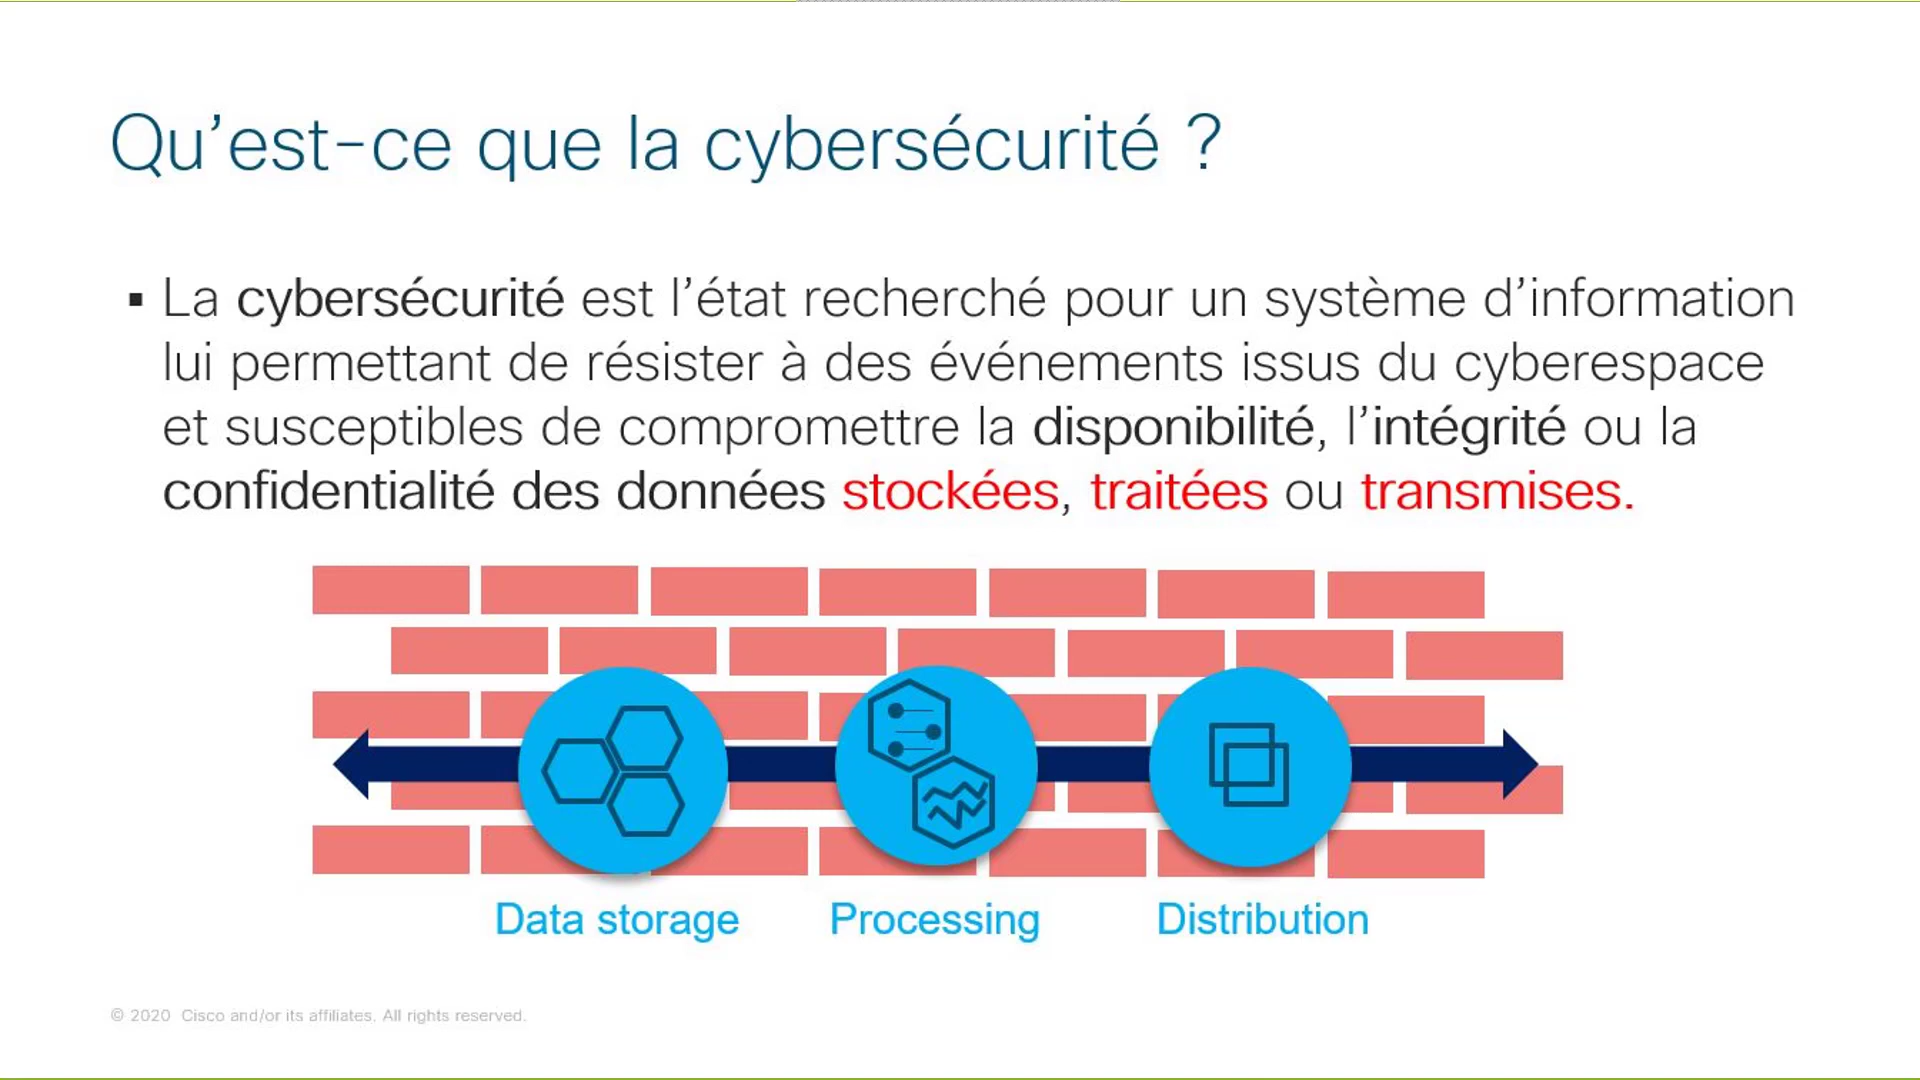 Qu’est-ce que la cybersécurité ?
▪ La cybersécurité est l’état recherché pour un système d’information
lui permettant de résister à des événements issus du cyberespace
et susceptibles de compromettre la disponibilité, l’intégrité ou la
confidentialité des données stockées, traitées ou transmises.
Data storage
Processing
Distribution
© 2020 Cisco and/or its affiliates. All rights reserved.